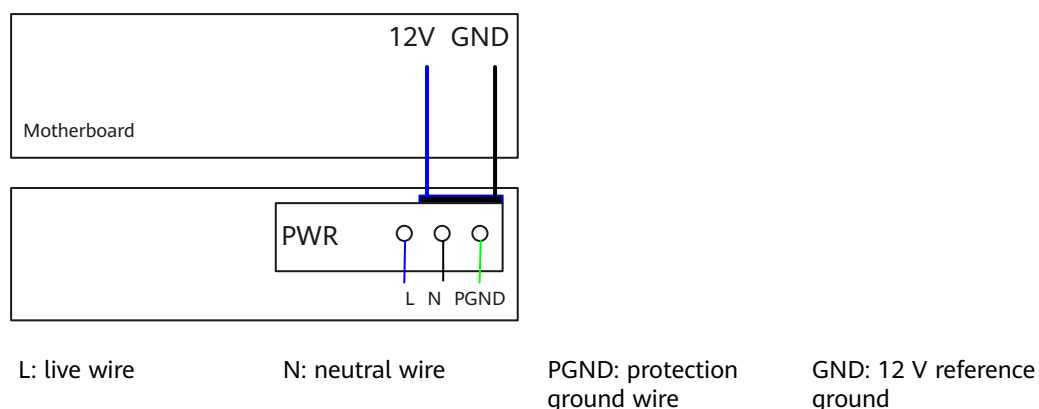 12V GND
Motherboard
PWR
L N PGND
L: live wire
N: neutral wire
PGND: protection
ground wire
GND: 12 V reference
ground